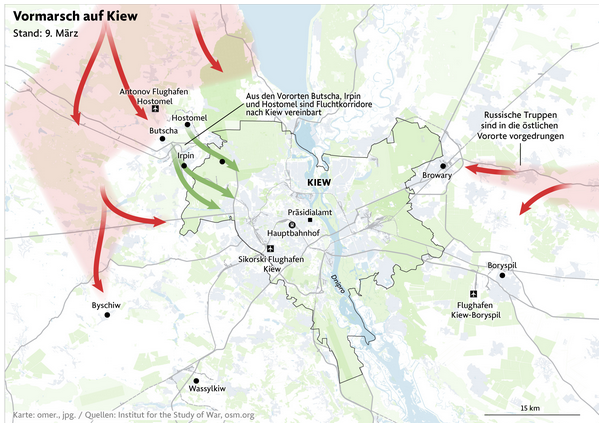 Vormarsch auf Kiew
Stand: 9. März
Antonov Flughafen
Hostomel
Aus den Vororten Butscha, Irpin
und Hostomel sind Fluchtkorridore
nach Kiew vereinbart
Hostomel
Butscha
Irpin
Russische Truppen
sind in die östlichen
Vororte vorgedrungen
Browary
KIEW
Präsidialamt
Hauptbahnhof
Sikorski Flughafen
Kiew
Dnipro
Boryspil
Flughafen
Kiew-Boryspil
Byschiw
Wassylkiw
15 km
Karte: omer., jpg. / Quellen: Institut for the Study of War, osm.org